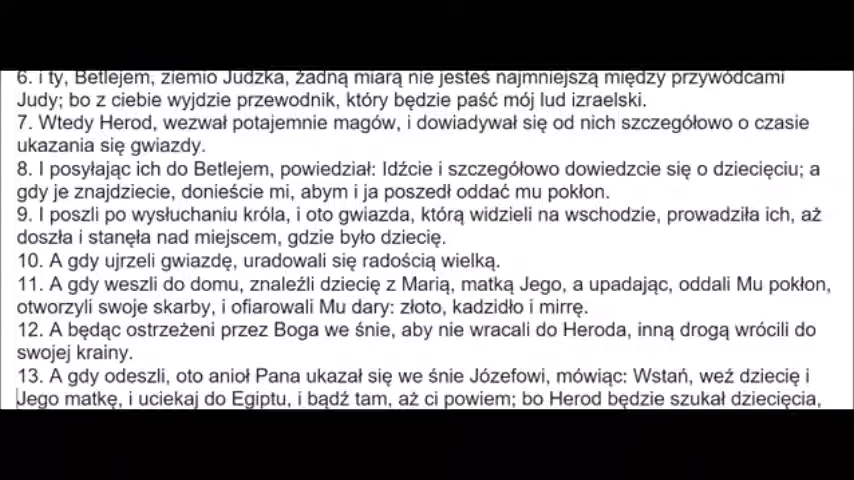 6. i ty, Betlejem, ziemio Judzka, żadną miarą nie jesteś najmniejszą między przywódcami
Judy; bo z ciebie wyjdzie przewodnik, który będzie paść mój lud izraelski.
7. Wtedy Herod, wezwał potajemnie magów, i dowiadywał się od nich szczegółowo o czasie
ukazania się gwiazdy.
8. I posyłając ich do Betlejem, powiedział: Idźcie i szczegółowo dowiedzcie się o dziecięciu; a
gdy je znajdziecie, donieście mi, abym i ja poszedł oddać mu pokłon.
9. I poszli po wysłuchaniu króla, i oto gwiazda, którą widzieli na wschodzie, prowadziła ich, aż
doszła i stanęła nad miejscem, gdzie było dziecię.
10. A gdy ujrzeli gwiazdę, uradowali się radością wielką.
11. A gdy weszli do domu, znaleźli dziecię z Marią, matką Jego, a upadając, oddali Mu pokłon,
otworzyli swoje skarby, i ofiarowali Mu dary: złoto, kadzidło i mirrę.
12. A będąc ostrzeżeni przez Boga we śnie, aby nie wracali do Heroda, inną drogą wrócili do
swojej krainy.
13. A gdy odeszli, oto anioł Pana ukazał się we śnie Józefowi, mówiąc: Wstań, weź dziecię i
Jego matkę, i uciekaj do Egiptu, i bądź tam, aż ci powiem; bo Herod będzie szukał dziecięcia,